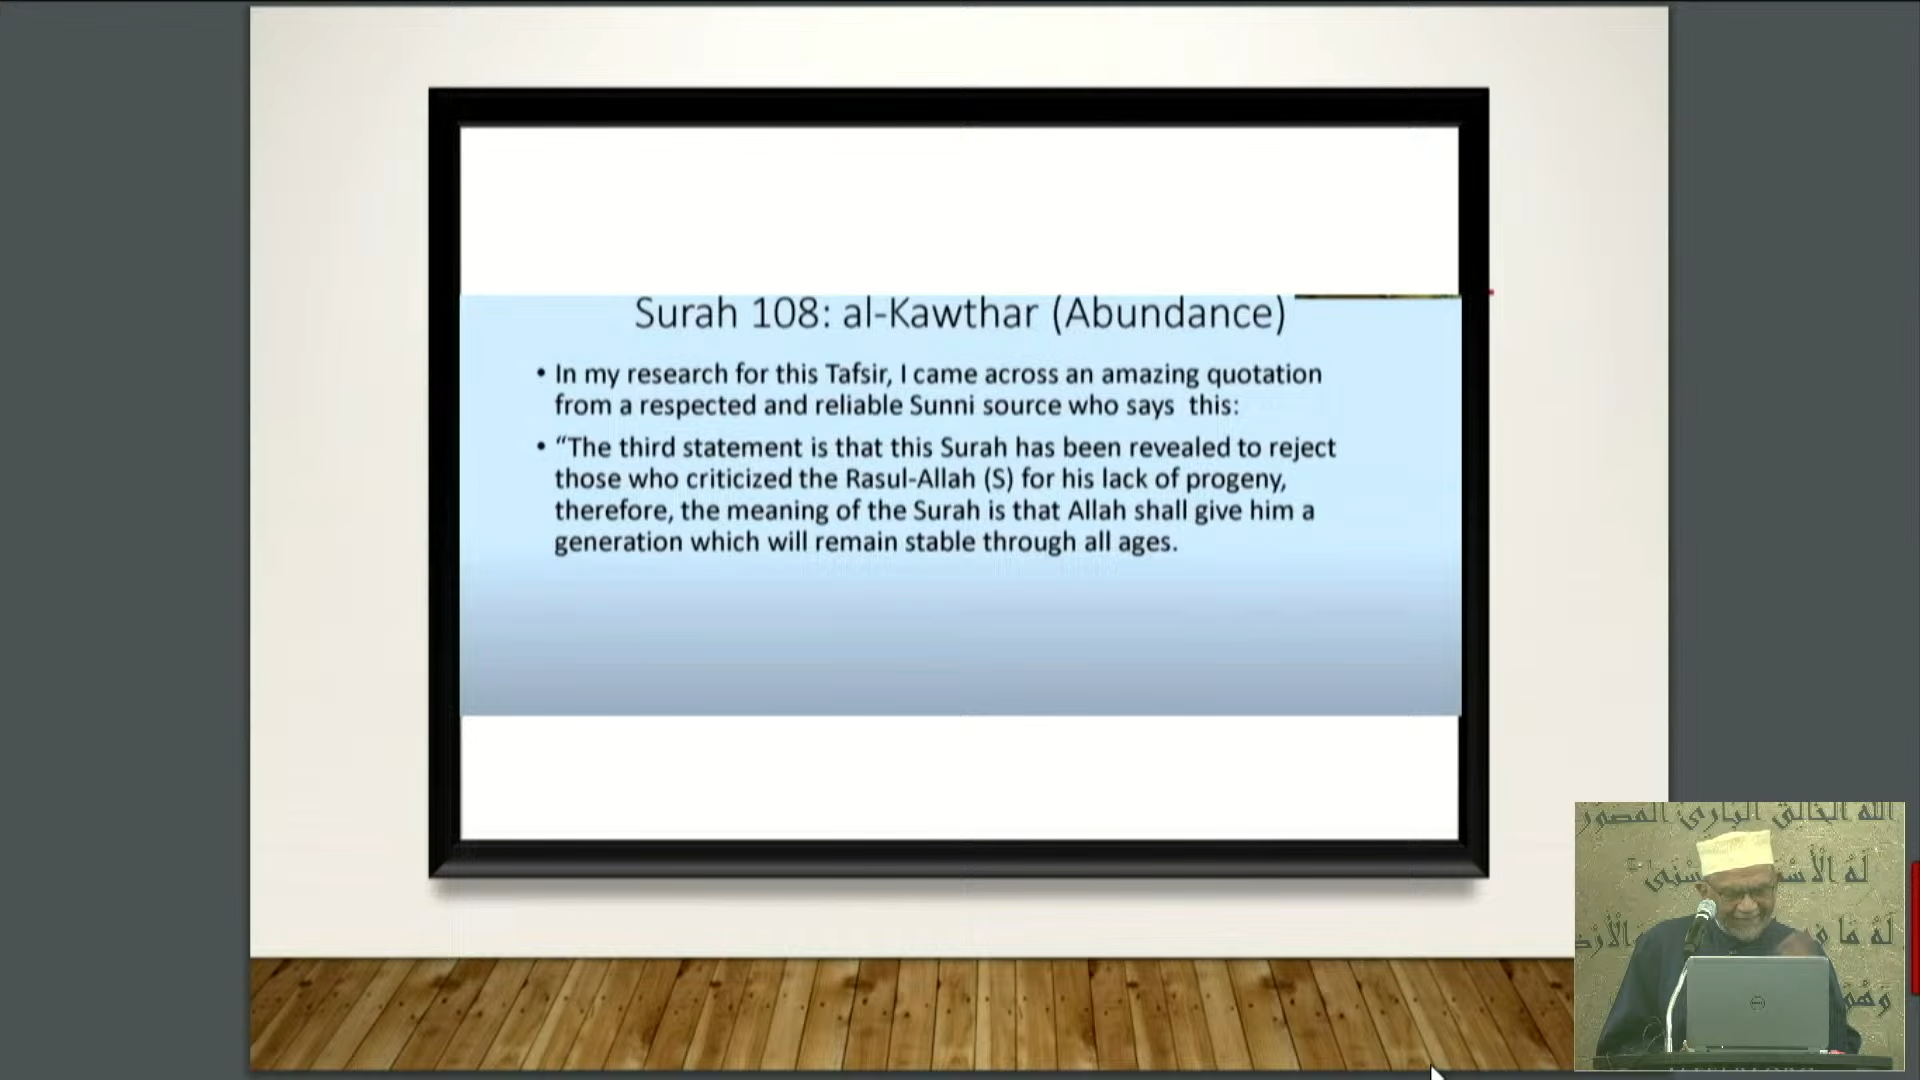 Surah 108: al-Kawthar (Abundance)
• In my research for this Tafsir, I came across an amazing quotation
from a respected and reliable Sunni source who says this:
• “The third statement is that this Surah has been revealed to reject
those who criticized the Rasul-Allah (S) for his lack of progeny,
therefore, the meaning of the Surah is that Allah shall give him a
generation which will remain stable through all ages.
الله الخالق البارئ المصور
لَهُ الْأَسْ سْنَى
لَهُ مَا
وَهُوَ